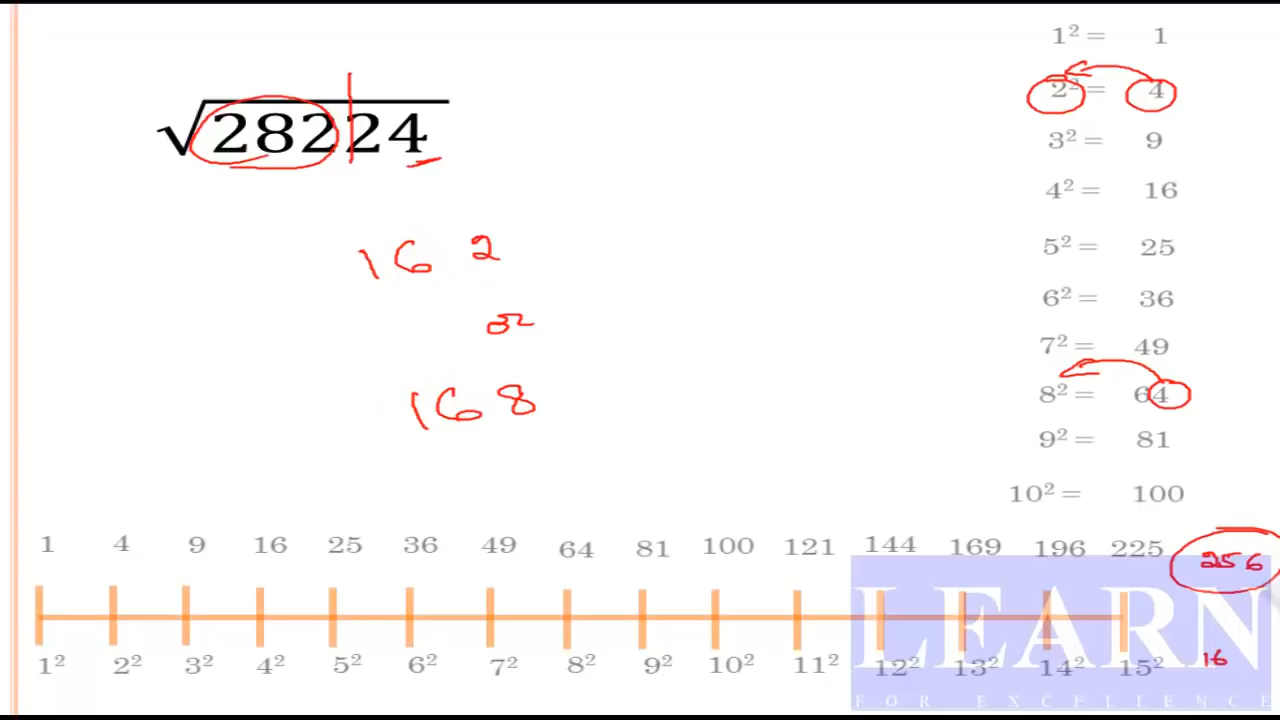 √28224
16 2
or
168
1² = 1
2² = 4
3² = 9
4² = 16
5² = 25
6² = 36
7² = 49
8² = 64
9² = 81
10² = 100
1 4 9 16 25 36 49 64 81 100 121 144 169 196 225 256
1² 2² 3² 4² 5² 6² 7² 8² 9² 10² 11² 12² 13² 14² 15² 16
LEARN
FOR EXCELLENCE